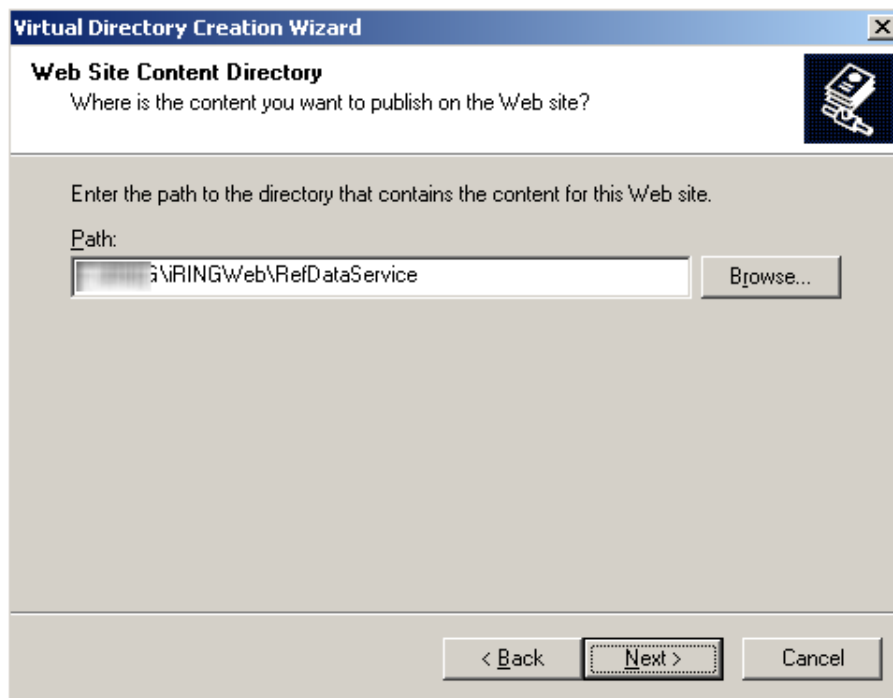 Virtual Directory Creation Wizard
Web Site Content Directory
Where is the content you want to publish on the Web site?
Enter the path to the directory that contains the content for this Web site.
Path:
G\iRINGWeb\RefDataService
Browse...
< Back
Next >
Cancel